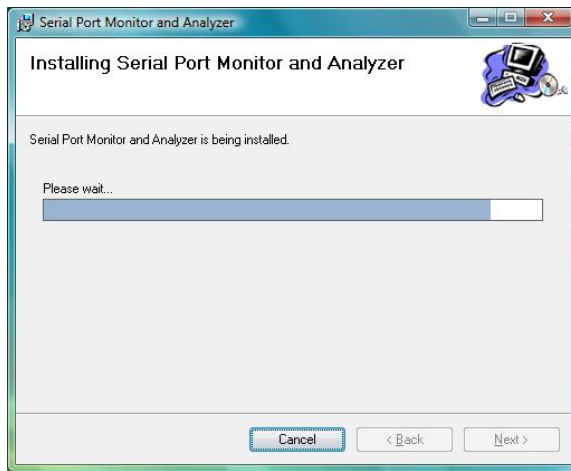 Serial Port Monitor and Analyzer
Installing Serial Port Monitor and Analyzer
Serial Port Monitor and Analyzer is being installed.
Please wait...
Cancel
< Back
Next >